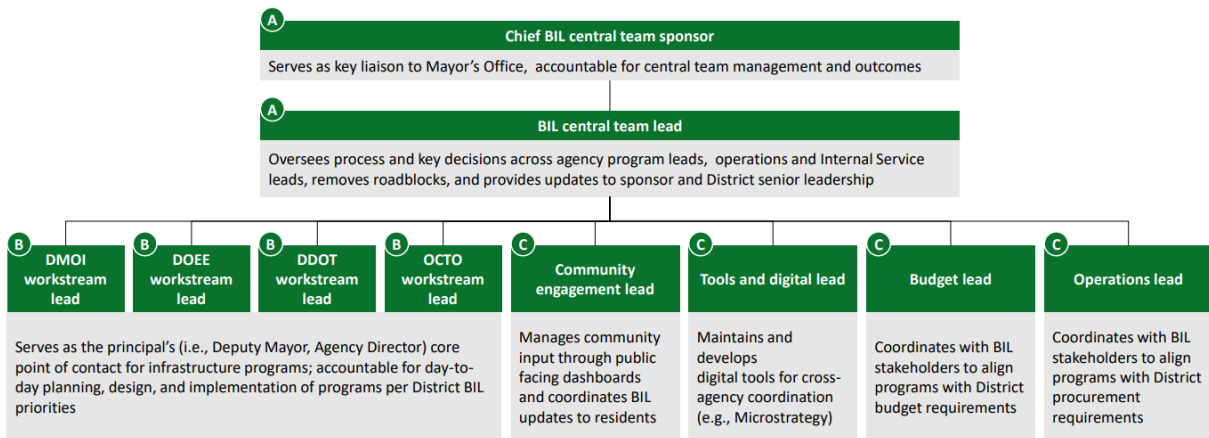 A
Chief BIL central team sponsor
Serves as key liaison to Mayor's Office, accountable for central team management and outcomes
A
BIL central team lead
Oversees process and key decisions across agency program leads, operations and Internal Service
leads, removes roadblocks, and provides updates to sponsor and District senior leadership
B
DMOI
workstream
lead
B
DOEE
workstream
lead
B
DDOT
workstream
lead
B
OCTO
workstream
lead
Serves as the principal's (i.e., Deputy Mayor, Agency Director) core
point of contact for infrastructure programs; accountable for day-to-
day planning, design, and implementation of programs per District BIL
priorities
C
Community
engagement lead
Manages community
input through public
facing dashboards
and coordinates BIL
updates to residents
C
Tools and digital lead
Maintains and
develops
digital tools for cross-
agency coordination
(e.g., Microstrategy)
C
Budget lead
Coordinates with BIL
stakeholders to align
programs with District
budget requirements
C
Operations lead
Coordinates with BIL
stakeholders to align
programs with District
procurement
requirements